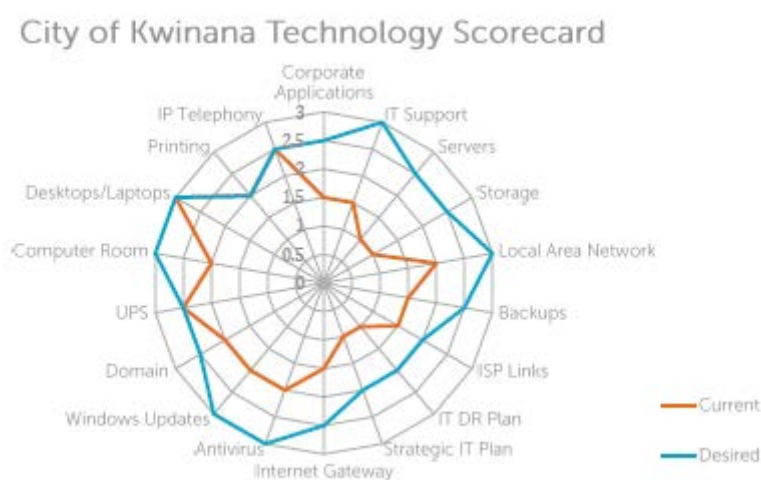 City of Kwinana Technology Scorecard
Corporate
Applications
IP Telephony
IT Support
Printing
Servers
Desktops/Laptops
Storage
Computer Room
Local Area Network
UPS
Backups
Domain
ISP Links
Windows Updates
IT DR Plan
Antivirus
Strategic IT Plan
Internet Gateway
3
2.5
2
1.5
1
0.5
0
Current
Desired